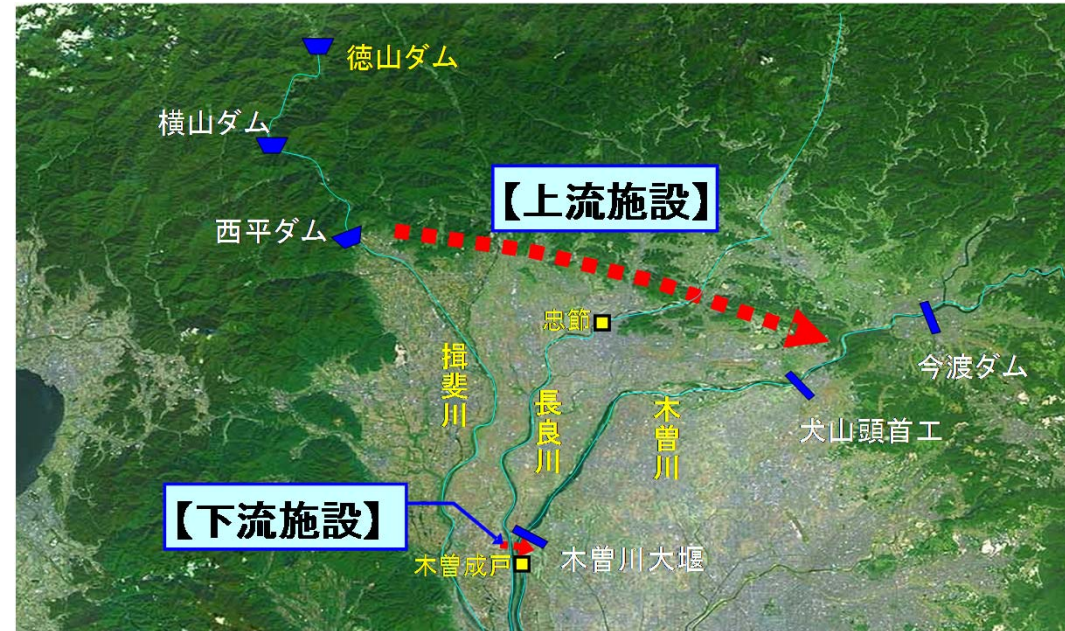 徳山ダム
横山ダム
【上流施設】
西平ダム
忠節
今渡ダム
揖斐川
長良川
木曽川
犬山頭首工
【下流施設】
木曽成戸
木曽川大堰